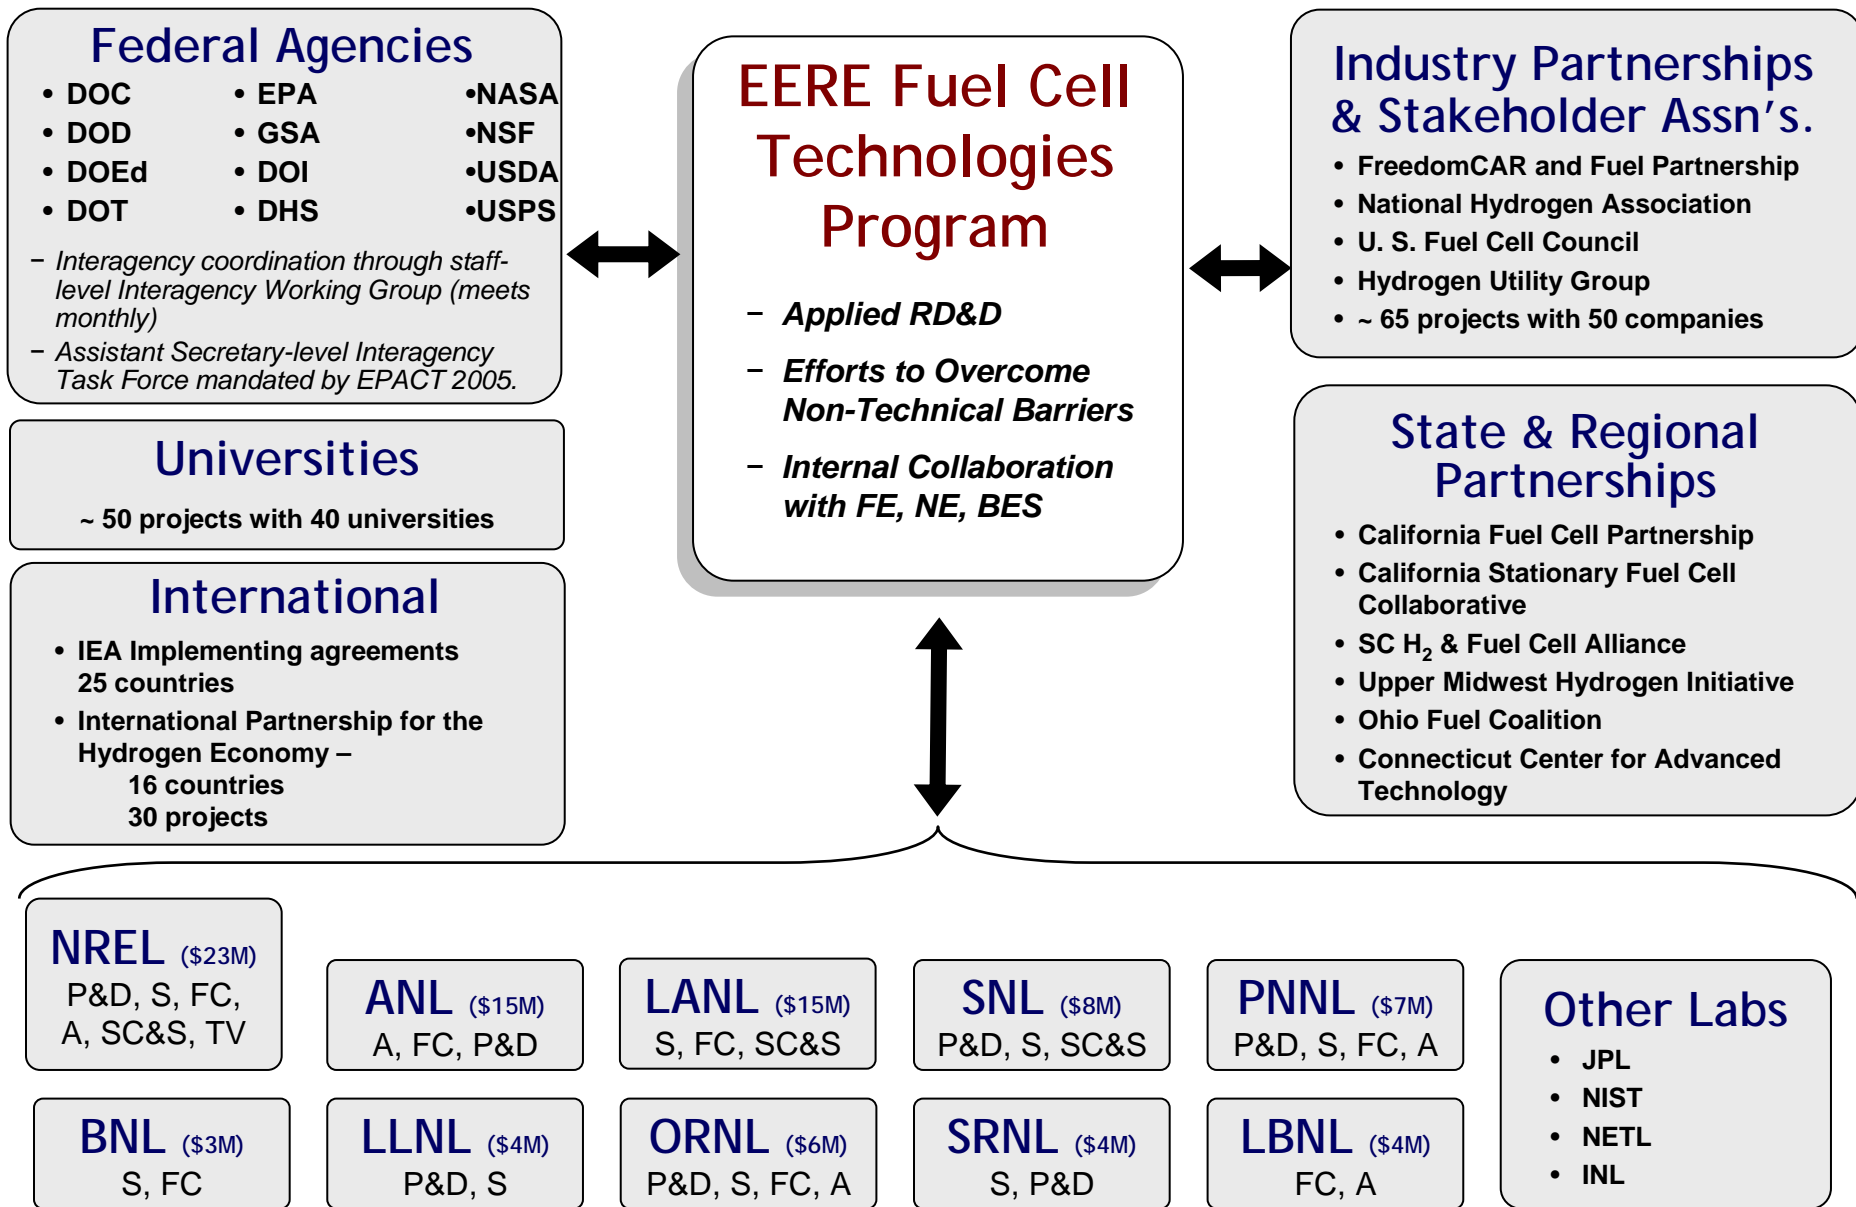 Federal Agencies
• DOC
• DOD
• DOEd
• DOT
• EPA
• GSA
• DOI
• DHS
•NASA
•NSF
•USDA
•USPS
– Interagency coordination through staff-
level Interagency Working Group (meets
monthly)
– Assistant Secretary-level Interagency
Task Force mandated by EPACT 2005.
Universities
~ 50 projects with 40 universities
International
• IEA Implementing agreements
25 countries
• International Partnership for the
Hydrogen Economy –
16 countries
30 projects
EERE Fuel Cell
Technologies
Program
– Applied RD&D
– Efforts to Overcome
Non-Technical Barriers
– Internal Collaboration
with FE, NE, BES
Industry Partnerships
& Stakeholder Assn's.
• FreedomCAR and Fuel Partnership
• National Hydrogen Association
• U. S. Fuel Cell Council
• Hydrogen Utility Group
• ~ 65 projects with 50 companies
State & Regional
Partnerships
• California Fuel Cell Partnership
• California Stationary Fuel Cell
Collaborative
• SC H₂ & Fuel Cell Alliance
• Upper Midwest Hydrogen Initiative
• Ohio Fuel Coalition
• Connecticut Center for Advanced
Technology
NREL ($23M)
P&D, S, FC,
A, SC&S, TV
ANL ($15M)
A, FC, P&D
LANL ($15M)
S, FC, SC&S
SNL ($8M)
P&D, S, SC&S
PNNL ($7M)
P&D, S, FC, A
BNL ($3M)
S, FC
LLNL ($4M)
P&D, S
ORNL ($6M)
P&D, S, FC, A
SRNL ($4M)
S, P&D
LBNL ($4M)
FC, A
Other Labs
• JPL
• NIST
• NETL
• INL